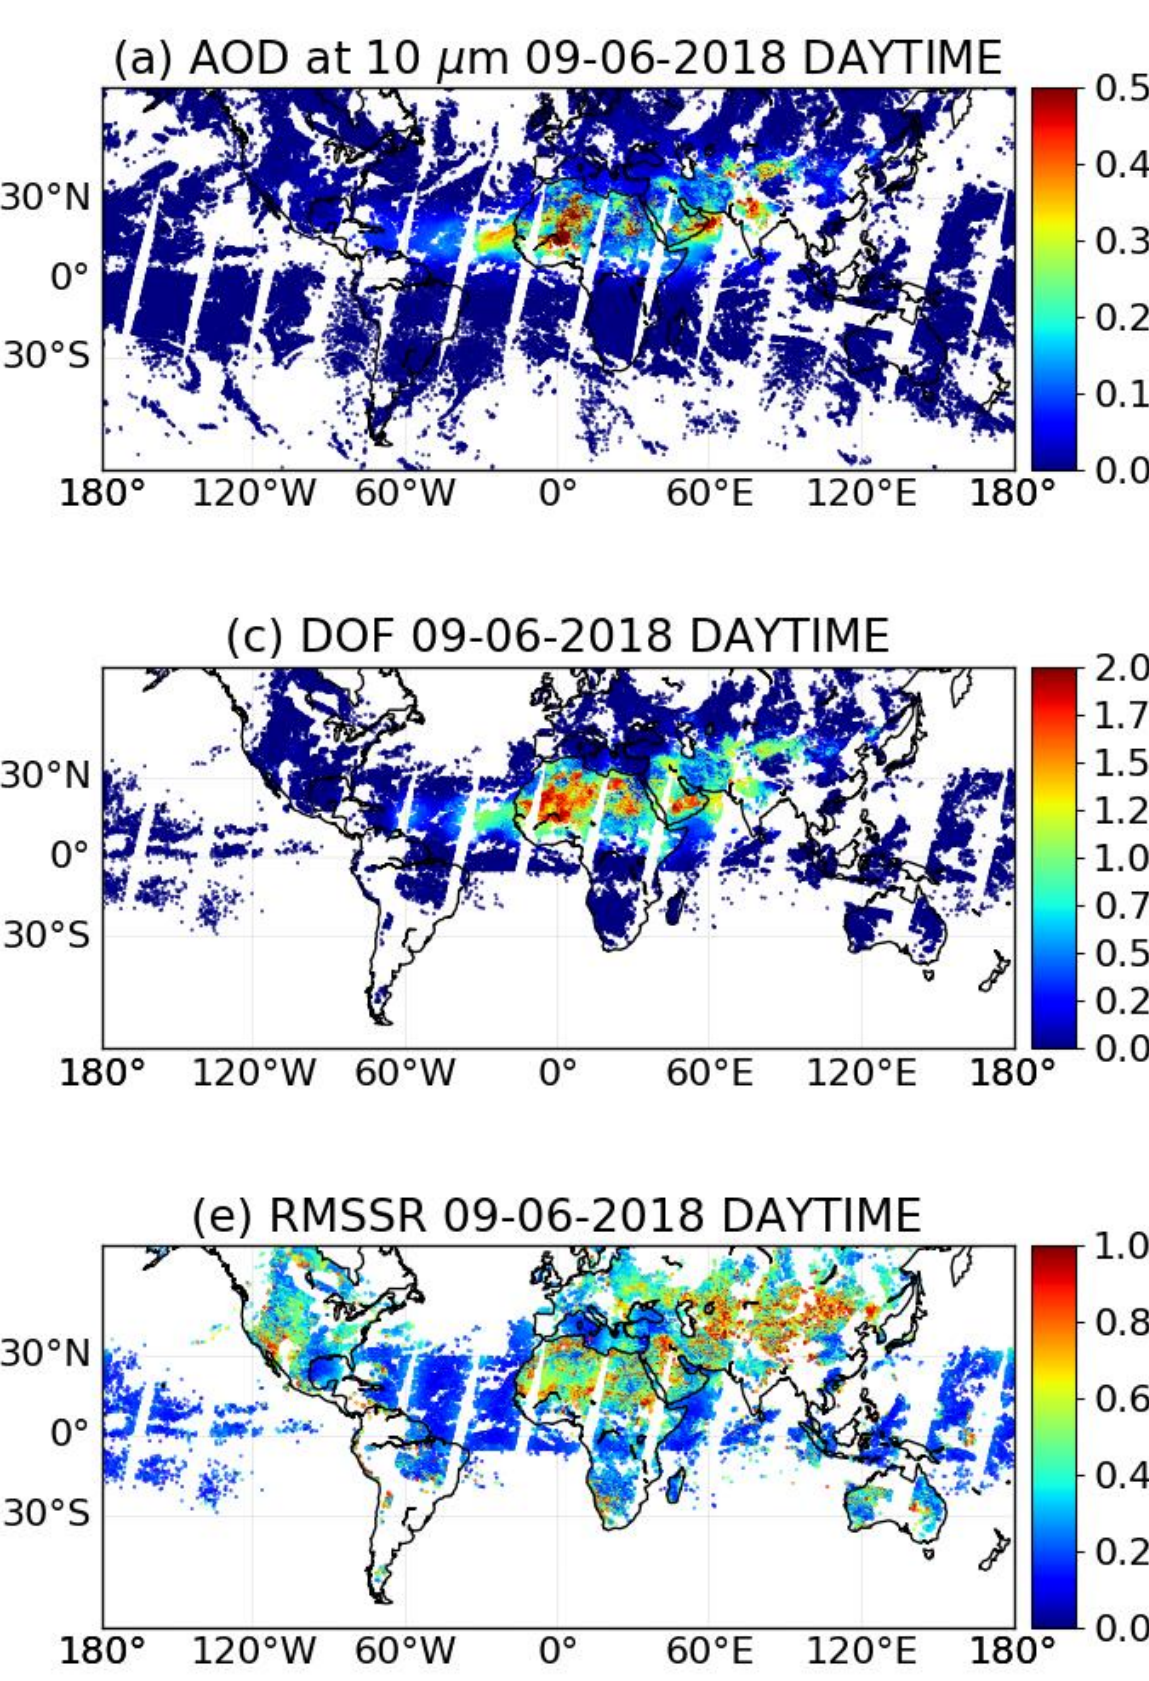 (a) AOD at 10 μm 09-06-2018 DAYTIME
0.5
0.4
30°N
0.3
0°
0.2
30°S
0.1
0.0
180° 120°W 60°W 0° 60°E 120°E 180°
(c) DOF 09-06-2018 DAYTIME
2.0
1.7
30°N
1.5
1.2
0°
1.0
0.7
30°S
0.5
0.2
0.0
180° 120°W 60°W 0° 60°E 120°E 180°
(e) RMSSR 09-06-2018 DAYTIME
1.0
0.8
30°N
0.6
0°
0.4
30°S
0.2
0.0
180° 120°W 60°W 0° 60°E 120°E 180°